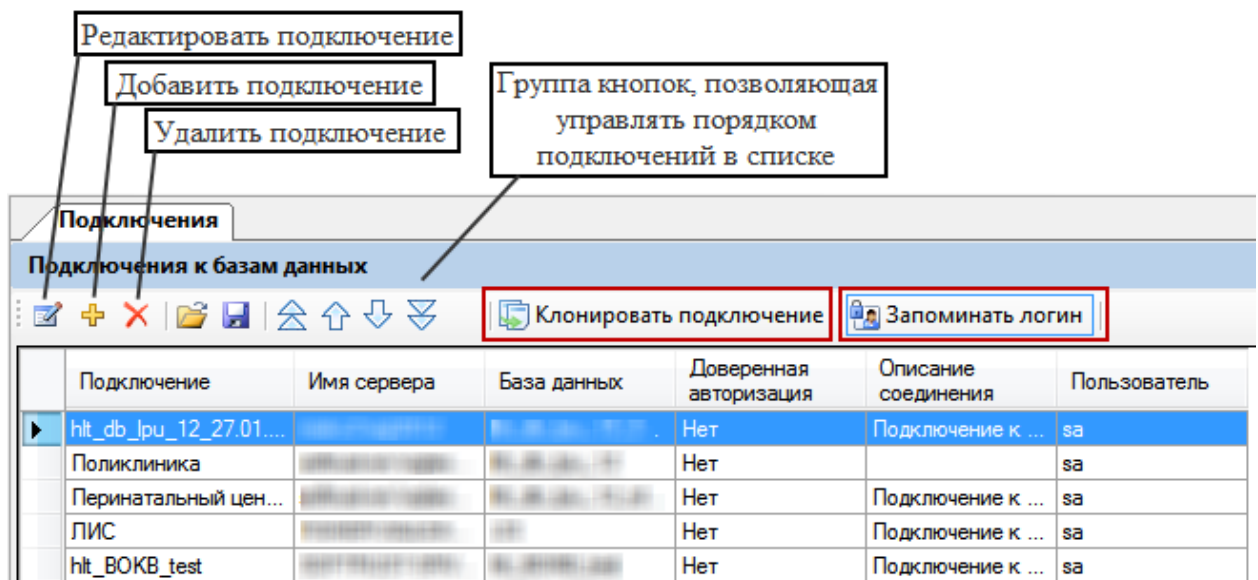 Редактировать подключение
Добавить подключение
Удалить подключение
Группа кнопок, позволяющая
управлять порядком
подключений в списке
Подключения
Подключения к базам данных
Клонировать подключение Запоминать логин
Подключение Имя сервера База данных Доверенная авторизация Описание соединения Пользователь
hlt_db_lpu_12_27.01.... Нет Подключение к ... sa
Поликлиника Нет sa
Перинатальный цен... Нет Подключение к ... sa
ЛИС Нет Подключение к ... sa
hlt_BOKB_test Нет Подключение к ... sa